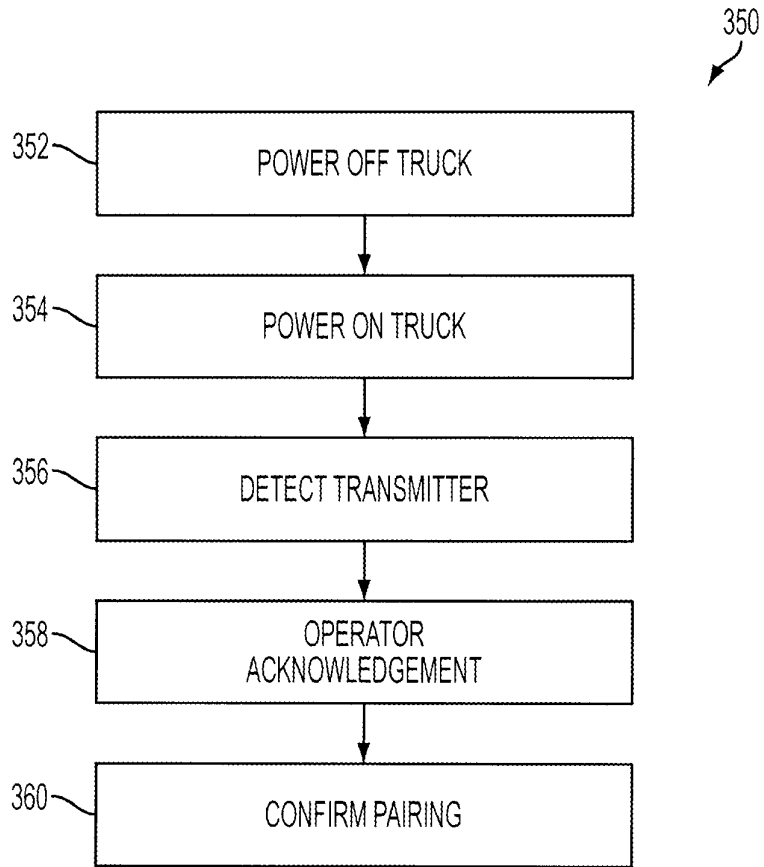 350
352
POWER OFF TRUCK
354
POWER ON TRUCK
356
DETECT TRANSMITTER
358
OPERATOR
ACKNOWLEDGEMENT
360
CONFIRM PAIRING